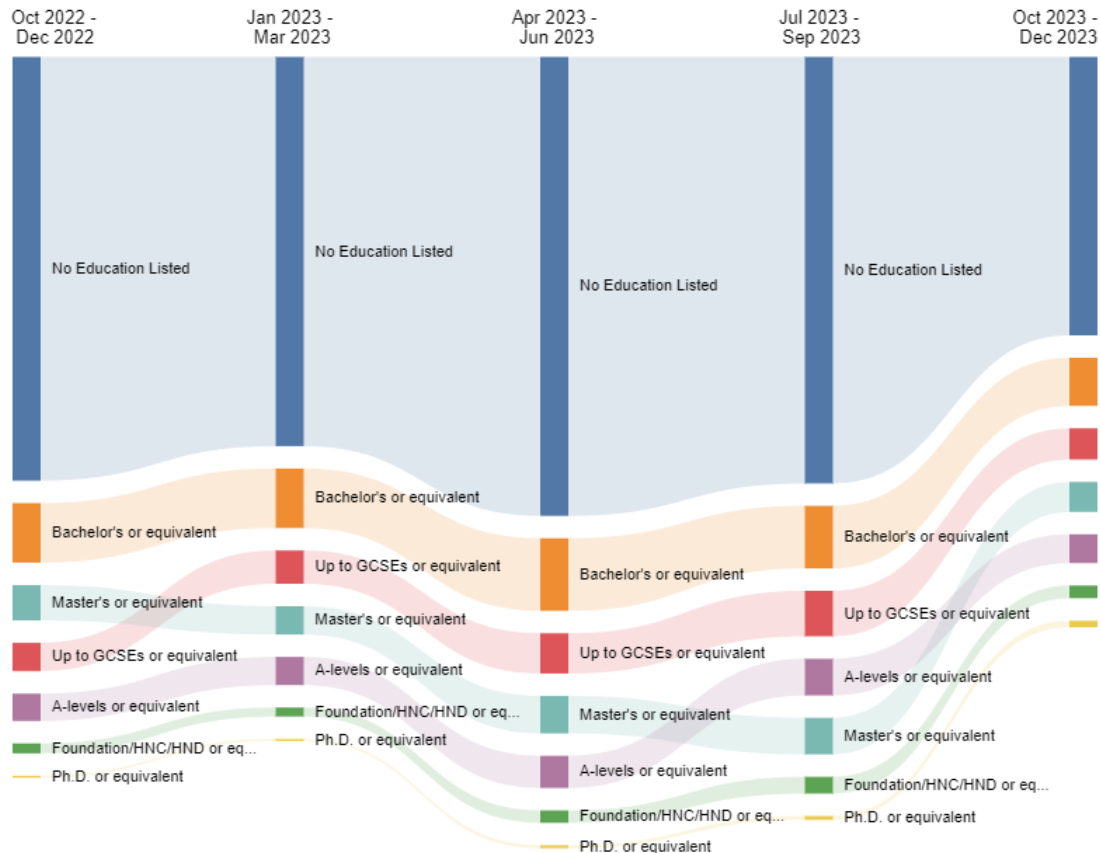 Oct 2022 -
Dec 2022
Jan 2023 -
Mar 2023
Apr 2023 -
Jun 2023
Jul 2023 -
Sep 2023
Oct 2023 -
Dec 2023
No Education Listed
Bachelor's or equivalent
Master's or equivalent
Up to GCSEs or equivalent
A-levels or equivalent
Foundation/HNC/HND or eq...
Ph.D. or equivalent
No Education Listed
Bachelor's or equivalent
Up to GCSEs or equivalent
Master's or equivalent
A-levels or equivalent
Foundation/HNC/HND or eq...
Ph.D. or equivalent
No Education Listed
Bachelor's or equivalent
Up to GCSEs or equivalent
Master's or equivalent
A-levels or equivalent
Foundation/HNC/HND or eq...
Ph.D. or equivalent
No Education Listed
Bachelor's or equivalent
Up to GCSEs or equivalent
A-levels or equivalent
Master's or equivalent
Foundation/HNC/HND or eq...
Ph.D. or equivalent